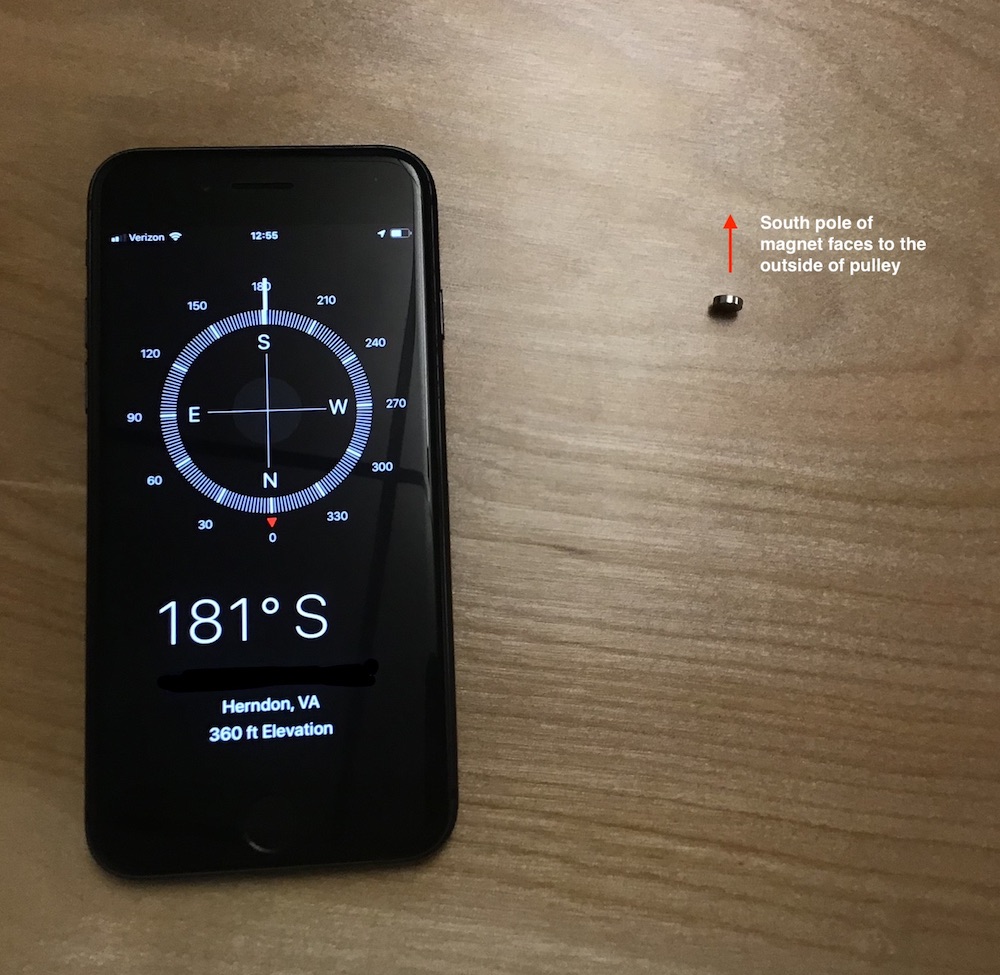 Verizon 12:55
180
150 210
S
120 240
90 E W 270
60 N 300
30 330
0
181° S
Herndon, VA
360 ft Elevation
South pole of
magnet faces to the
outside of pulley